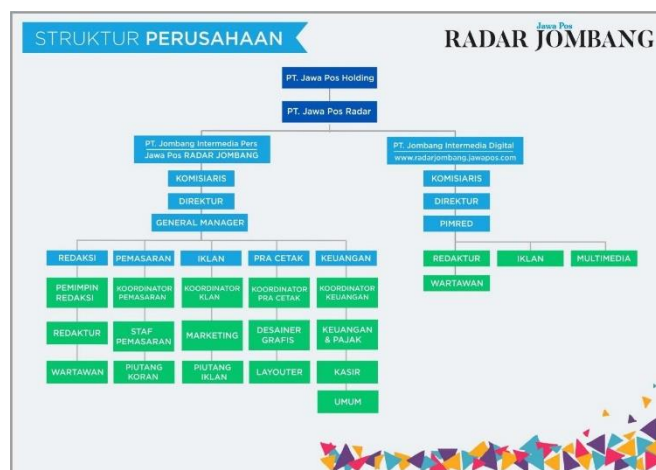 STRUKTUR PERUSAHAAN
Jawa Pos
RADAR JOMBANG
PT. Jawa Pos Holding
PT. Jawa Pos Radar
PT. Jombang Intermedia Pers
Jawa Pos RADAR JOMBANG
KOMISIARIS
DIREKTUR
GENERAL MANAGER
PT. Jombang Intermedia Digital
www.radarjombang.jawapos.com
KOMISIARIS
DIREKTUR
PIMRED
REDAKSI
PEMASARAN
IKLAN
PRA CETAK
KEUANGAN
PEMIMPIN
REDAKSI
KOORDINATOR
PEMASARAN
KOORDINATOR
KLAN
KOORDINATOR
PRA CETAK
KOORDINATOR
KEUANGAN
REDAKTUR
STAF
PEMASARAN
MARKETING
DESAINER
GRAFIS
KEUANGAN
& PAJAK
WARTAWAN
PIUTANG
KORAN
PIUTANG
IKLAN
LAYOUTER
KASIR
UMUM
REDAKTUR
IKLAN
MULTIMEDIA
WARTAWAN